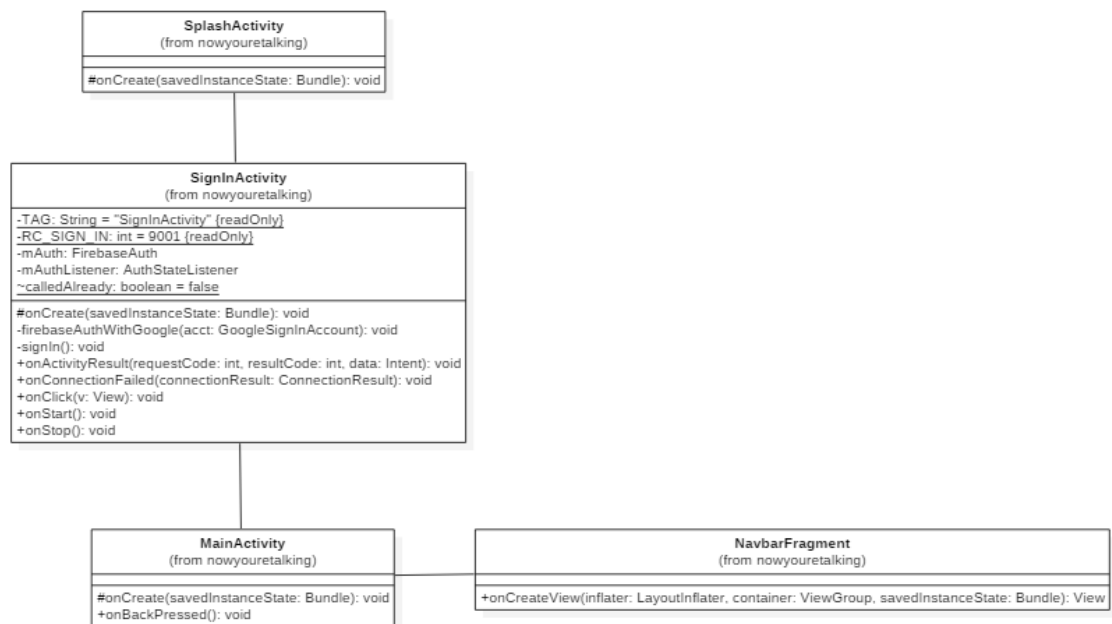 SplashActivity
(from nowyouretalking)
#onCreate(savedInstanceState: Bundle): void
SignInActivity
(from nowyouretalking)
-TAG: String = "SignInActivity" {readOnly}
-RC_SIGN_IN: int = 9001 {readOnly}
-mAuth: FirebaseAuth
-mAuthListener: AuthStateListener
~calledAlready: boolean = false
#onCreate(savedInstanceState: Bundle): void
-firebaseAuthWithGoogle(acct: GoogleSignInAccount): void
-signIn(): void
+onActivityResult(requestCode: int, resultCode: int, data: Intent): void
+onConnectionFailed(connectionResult: ConnectionResult): void
+onClick(v: View): void
+onStart(): void
+onStop(): void
MainActivity
(from nowyouretalking)
#onCreate(savedInstanceState: Bundle): void
+onBackPressed(): void
NavbarFragment
(from nowyouretalking)
+onCreateView(inflater: LayoutInflater, container: ViewGroup, savedInstanceState: Bundle): View